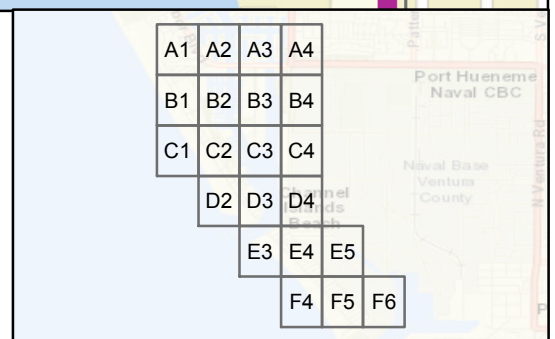 A1 A2 A3 A4
Port Hueneme
Naval CBC
B1 B2 B3 B4
C1 C2 C3 C4
Naval Base
Ventura
County
N Ventura Rd
D2 D3 D4
Channel
Islands
Beach
E3 E4 E5
F4 F5 F6